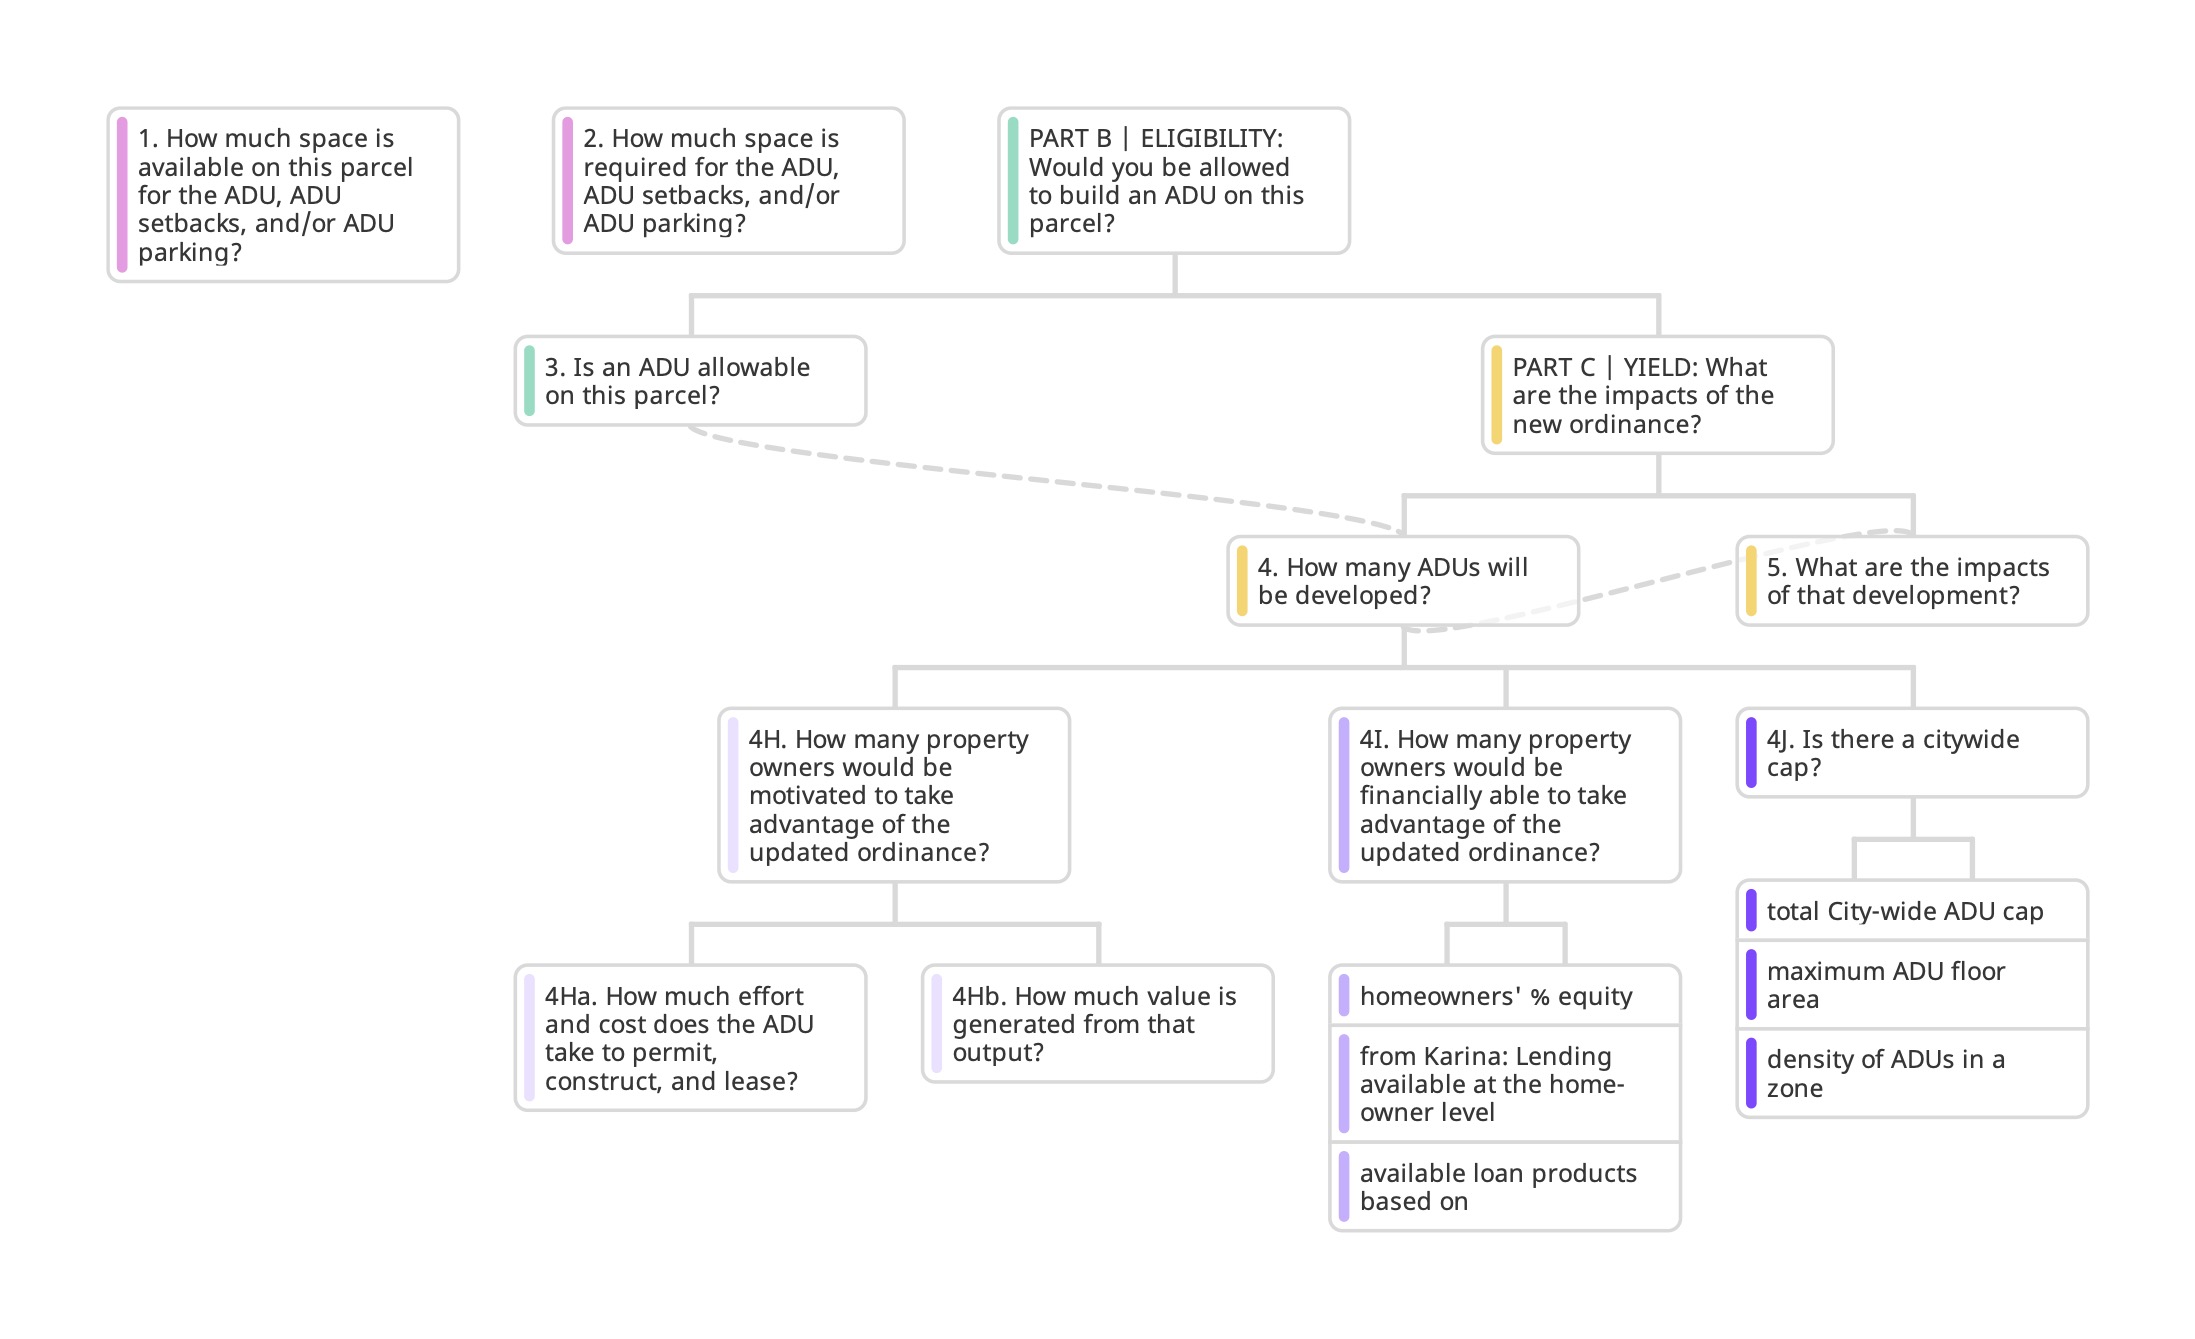 1. How much space is
available on this parcel
for the ADU, ADU
setbacks, and/or ADU
parking?
2. How much space is
required for the ADU,
ADU setbacks, and/or
ADU parking?
PART B | ELIGIBILITY:
Would you be allowed
to build an ADU on this
parcel?
3. Is an ADU allowable
on this parcel?
PART C | YIELD: What
are the impacts of the
new ordinance?
4. How many ADUs will
be developed?
5. What are the impacts
of that development?
4H. How many property
owners would be
motivated to take
advantage of the
updated ordinance?
4I. How many property
owners would be
financially able to take
advantage of the
updated ordinance?
4J. Is there a citywide
cap?
4Ha. How much effort
and cost does the ADU
take to permit,
construct, and lease?
4Hb. How much value is
generated from that
output?
homeowners' % equity
from Karina: Lending
available at the home-
owner level
available loan products
based on
total City-wide ADU cap
maximum ADU floor
area
density of ADUs in a
zone